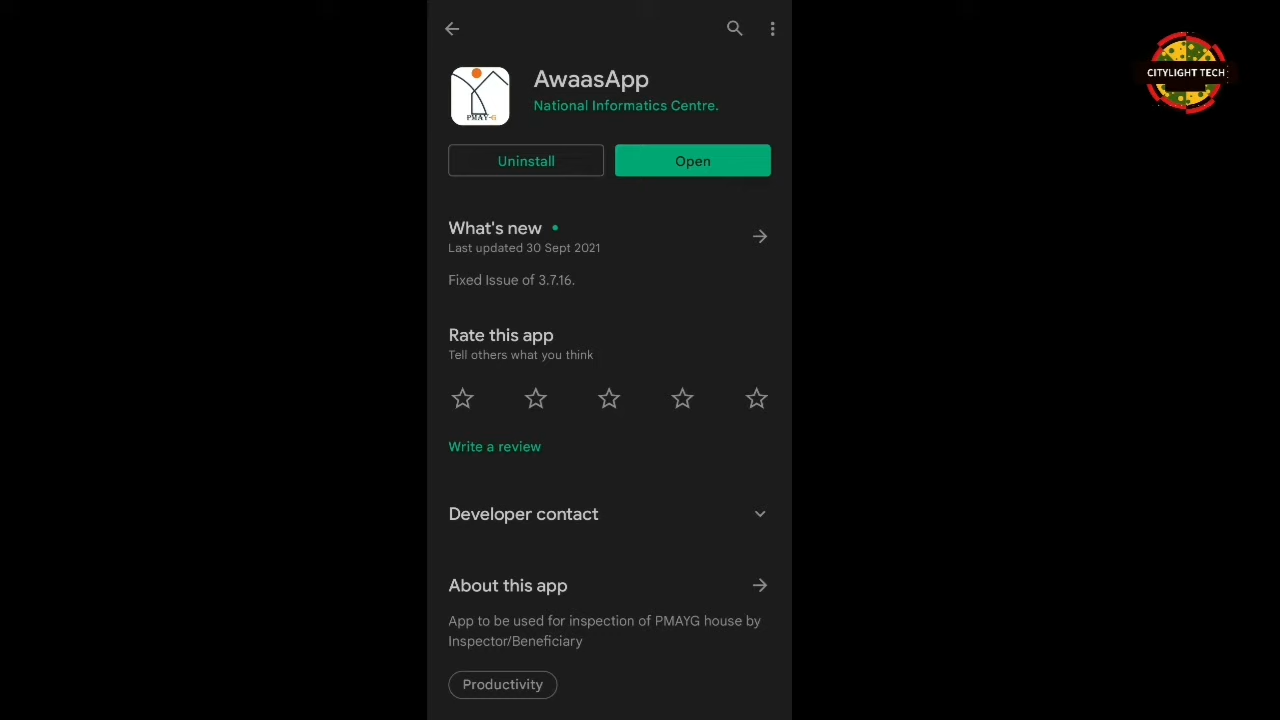 CITYLIGHT TECH
AwaasApp
National Informatics Centre.
PMAY-G
Uninstall
Open
What's new
Last updated 30 Sept 2021
Fixed Issue of 3.7.16.
Rate this app
Tell others what you think
Write a review
Developer contact
About this app
App to be used for inspection of PMAYG house by
Inspector/Beneficiary
Productivity